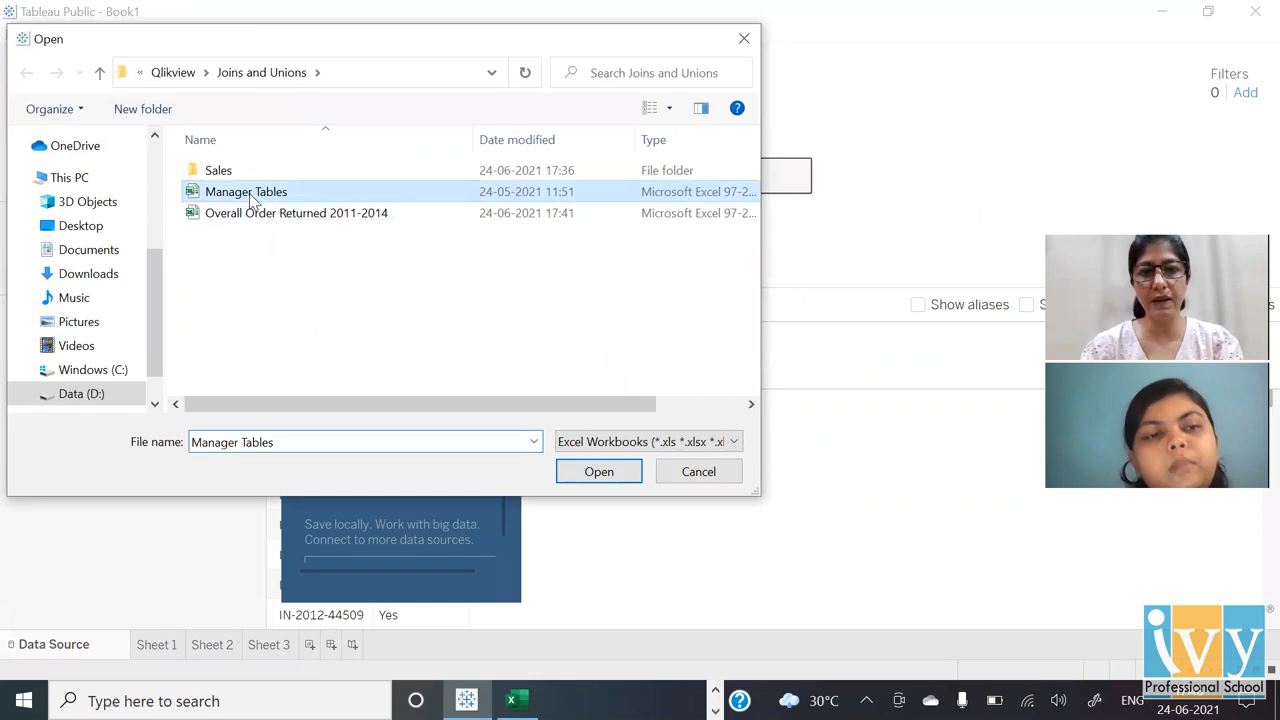 Tableau Public - Book1
Open
« Qlikview > Joins and Unions >
Search Joins and Unions
Filters
0 | Add
Organize
New folder
Name
Date modified
Type
OneDrive
This PC
3D Objects
Desktop
Documents
Downloads
Music
Pictures
Videos
Windows (C:)
Data (D:)
Sales 24-06-2021 17:36 File folder
Manager Tables 24-05-2021 11:51 Microsoft Excel 97-2...
Overall Order Returned 2011-2014 24-06-2021 17:41 Microsoft Excel 97-2...
Show aliases
File name: Manager Tables
Excel Workbooks (*.xls *.xlsx *.xl
Open
Cancel
Save locally. Work with big data.
Connect to more data sources.
IN-2012-44509 Yes
Data Source
Sheet 1
Sheet 2
Sheet 3
ivy
Professional School
®
Type here to search
30°C
ENG
24-06-2021